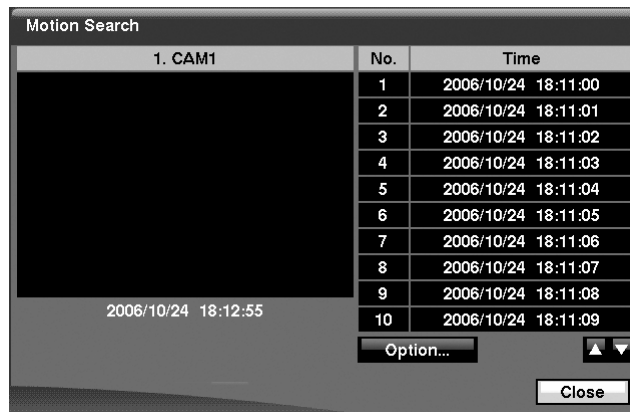 Motion Search
1. CAM1
No. Time
1 2006/10/24 18:11:00
2 2006/10/24 18:11:01
3 2006/10/24 18:11:02
4 2006/10/24 18:11:03
5 2006/10/24 18:11:04
6 2006/10/24 18:11:05
7 2006/10/24 18:11:06
8 2006/10/24 18:11:07
9 2006/10/24 18:11:08
10 2006/10/24 18:11:09
2006/10/24 18:12:55
Option...
Close